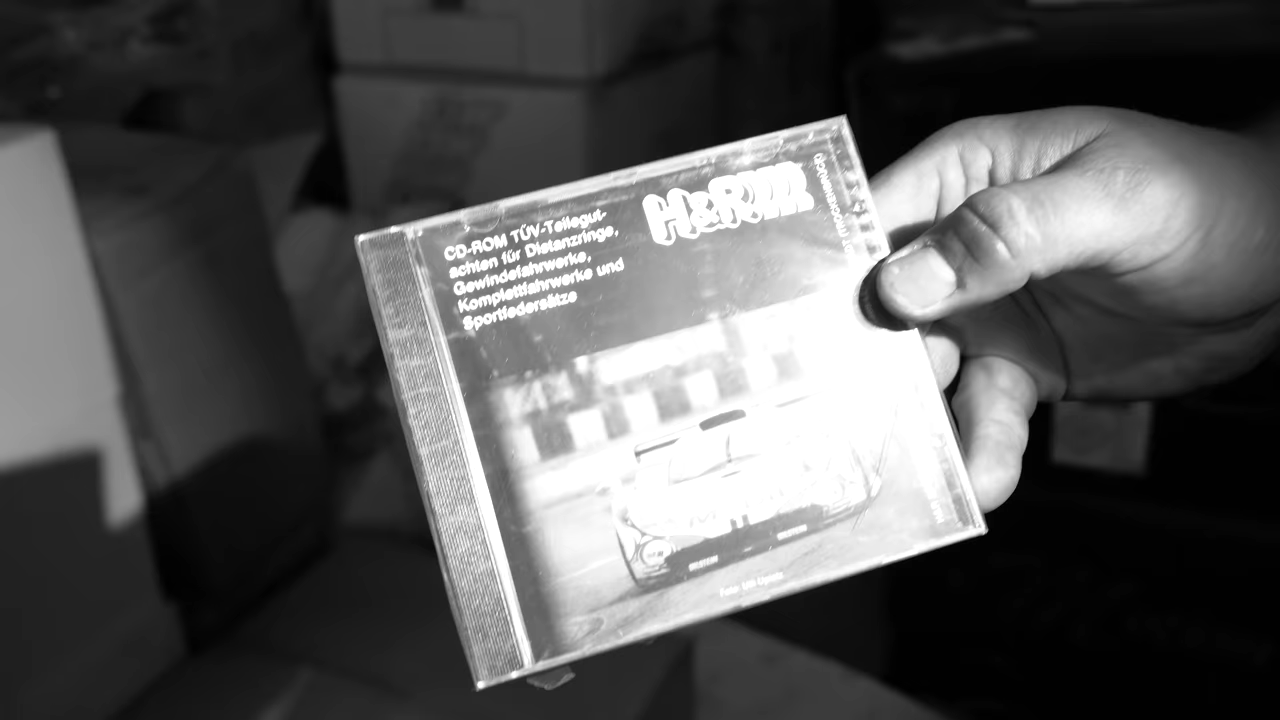 H&R
CD-ROM TÜV-Teilegut-
achten für Distanzringe,
Gewindefahrwerke,
Komplettfahrwerke und
Sportfedersätze